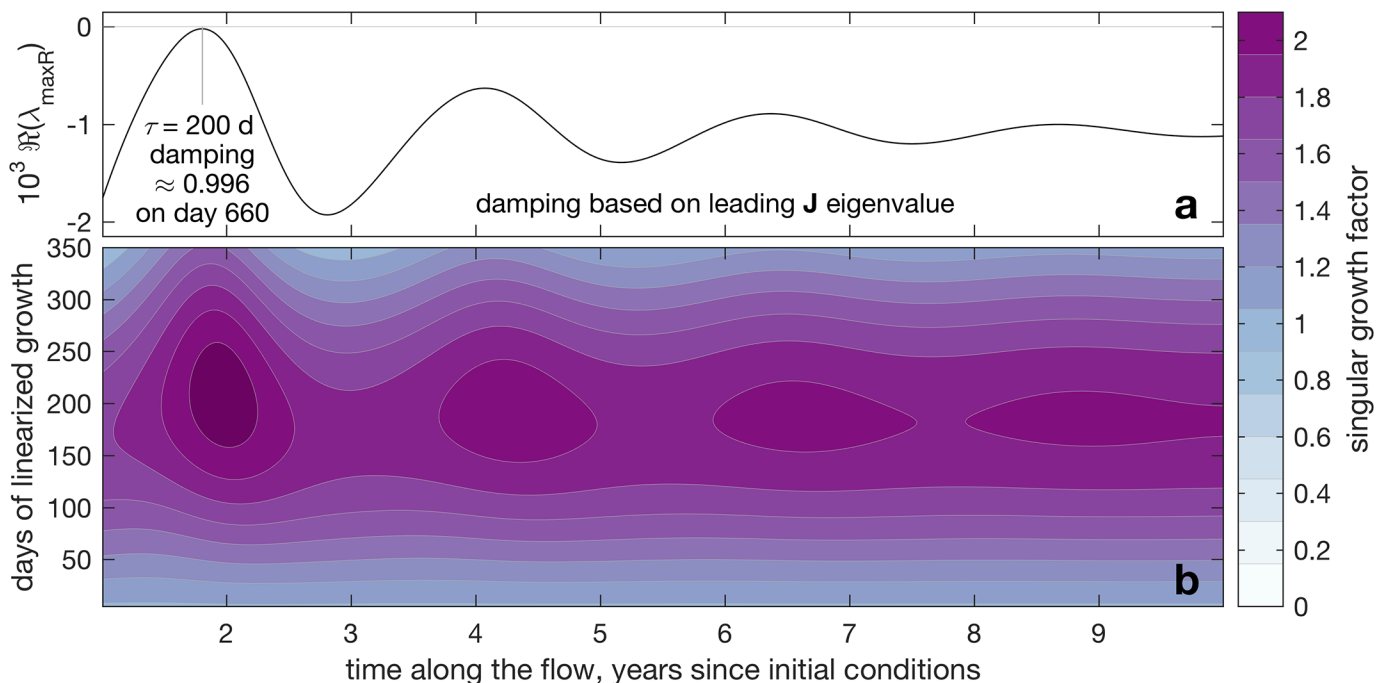 0
-1
-2
10³ ℜ(λmaxR)
τ = 200 d
damping
≈ 0.996
on day 660
damping based on leading J eigenvalue
a
350
300
250
200
150
100
50
days of linearized growth
b
2 3 4 5 6 7 8 9
time along the flow, years since initial conditions
2
1.8
1.6
1.4
1.2
1
0.8
0.6
0.4
0.2
0
singular growth factor